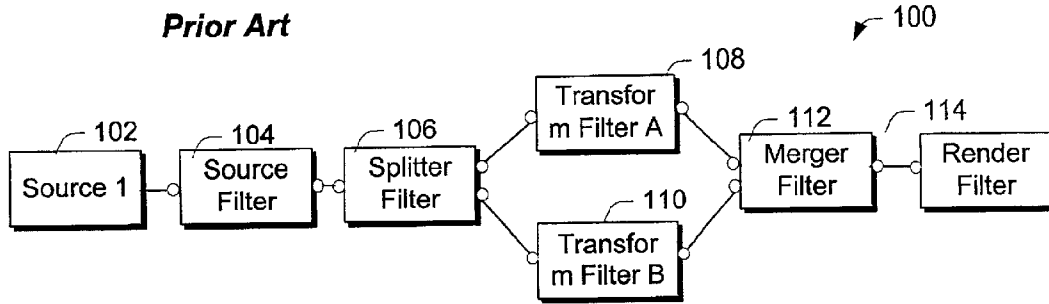 Prior Art
100
102
Source 1
104
Source
Filter
106
Splitter
Filter
108
Transfor
m Filter A
110
Transfor
m Filter B
112
Merger
Filter
114
Render
Filter